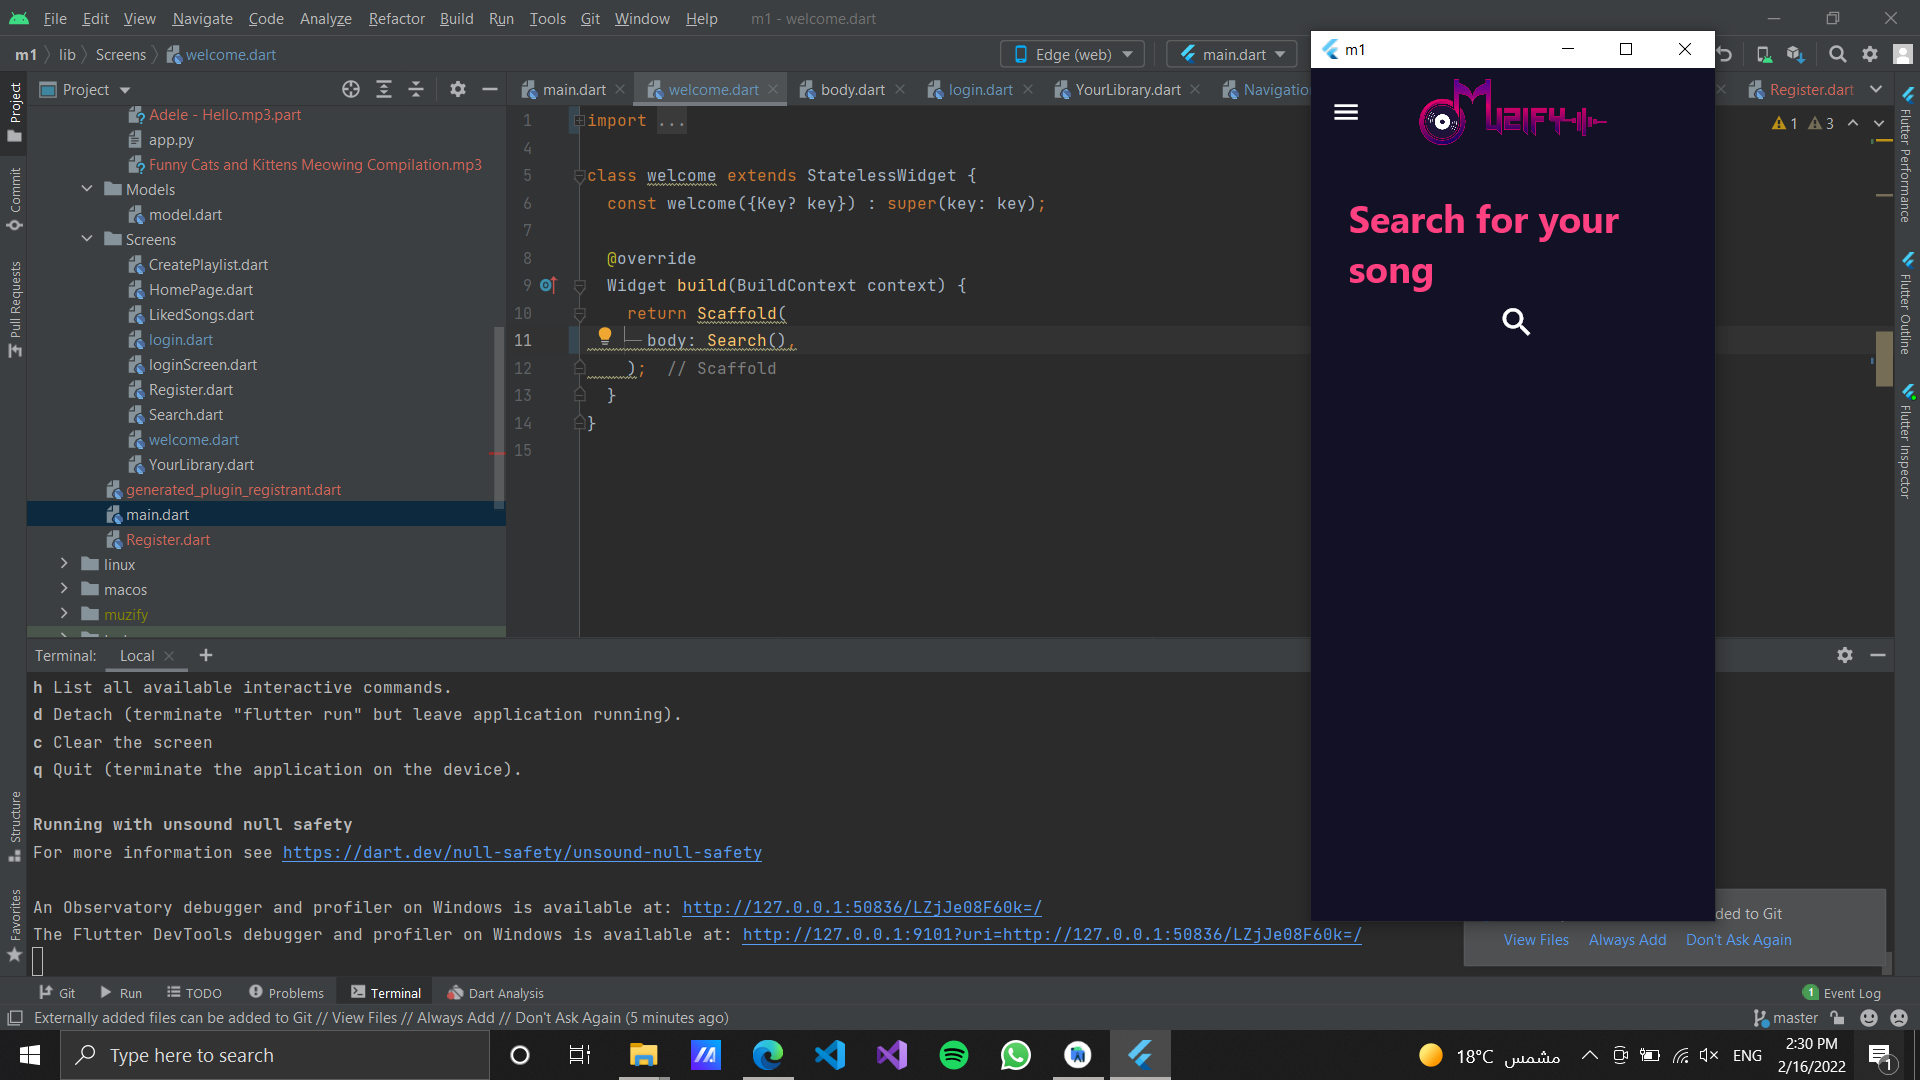 File Edit View Navigate Code Analyze Refactor Build Run Tools Git Window Help m1 - welcome.dart
m1 lib Screens welcome.dart Edge (web) main.dart
Project
main.dart welcome.dart body.dart login.dart YourLibrary.dart Navigatio Register.dart
Adele - Hello.mp3.part
app.py
Funny Cats and Kittens Meowing Compilation.mp3
Models
model.dart
Screens
CreatePlaylist.dart
HomePage.dart
LikedSongs.dart
login.dart
loginScreen.dart
Register.dart
Search.dart
welcome.dart
YourLibrary.dart
generated_plugin_registrant.dart
main.dart
Register.dart
linux
macos
muzify
Project
Commit
Pull Requests
Structure
Favorites
1 import ...
4
5 class welcome extends StatelessWidget {
6 const welcome({Key? key}) : super(key: key);
7
8 @override
9 Widget build(BuildContext context) {
10 return Scaffold(
11 body: Search(),
12 ); // Scaffold
13 }
14 }
15
1 3
m1
Muzify
Search for your
song
Flutter Performance
Flutter Outline
Flutter Inspector
Terminal: Local
h List all available interactive commands.
d Detach (terminate "flutter run" but leave application running).
c Clear the screen
q Quit (terminate the application on the device).
Running with unsound null safety
For more information see https://dart.dev/null-safety/unsound-null-safety
An Observatory debugger and profiler on Windows is available at: http://127.0.0.1:50836/LZjJe08F60k=/
The Flutter DevTools debugger and profiler on Windows is available at: http://127.0.0.1:9101?uri=http://127.0.0.1:50836/LZjJe08F60k=/
ded to Git
View Files Always Add Don't Ask Again
Git Run TODO Problems Terminal Dart Analysis 1 Event Log
Externally added files can be added to Git // View Files // Always Add // Don't Ask Again (5 minutes ago) master
Type here to search
18°C مشمس ENG
2:30 PM
2/16/2022
1